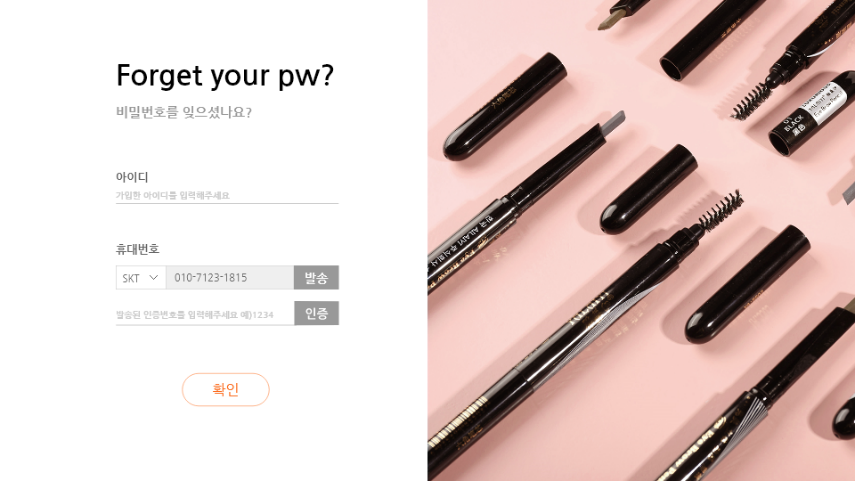 Forget your pw?
비밀번호를 잊으셨나요?
아이디
가입한 아이디를 입력해주세요
휴대번호
SKT 010-7123-1815 발송
발송된 인증번호를 입력해주세요 예)1234 인증
확인
BLACK
黑色